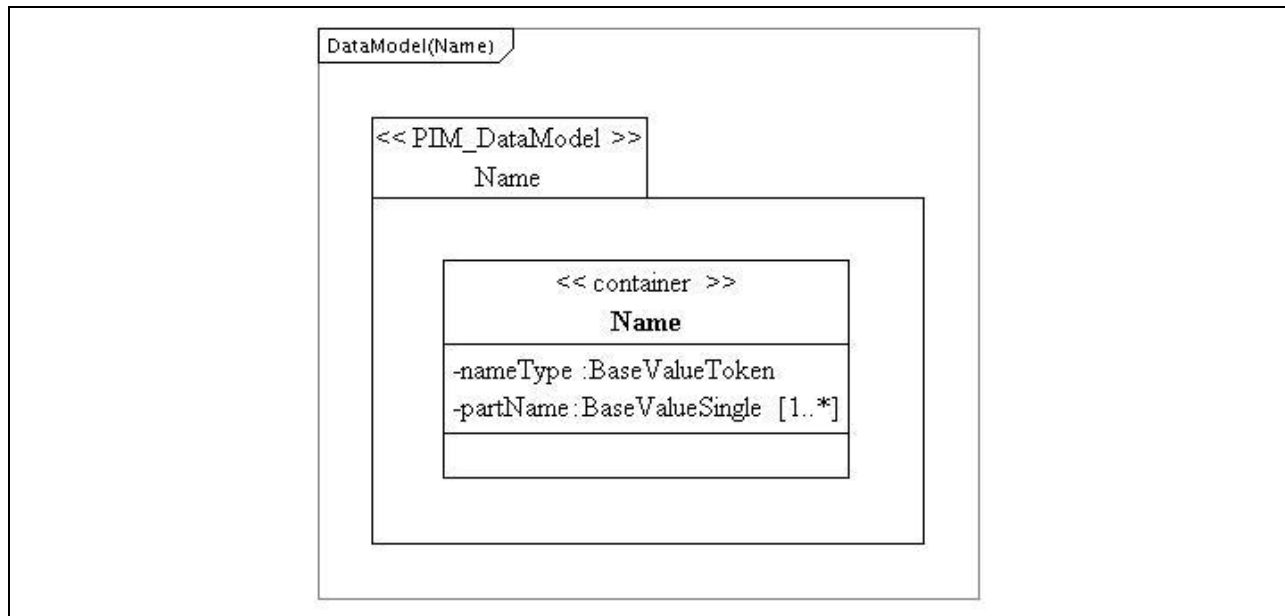 DataModel(Name)
<< PIM_DataModel >>
Name
<< container >>
Name
-nameType :BaseValueToken
-partName:BaseValueSingle [1..*]